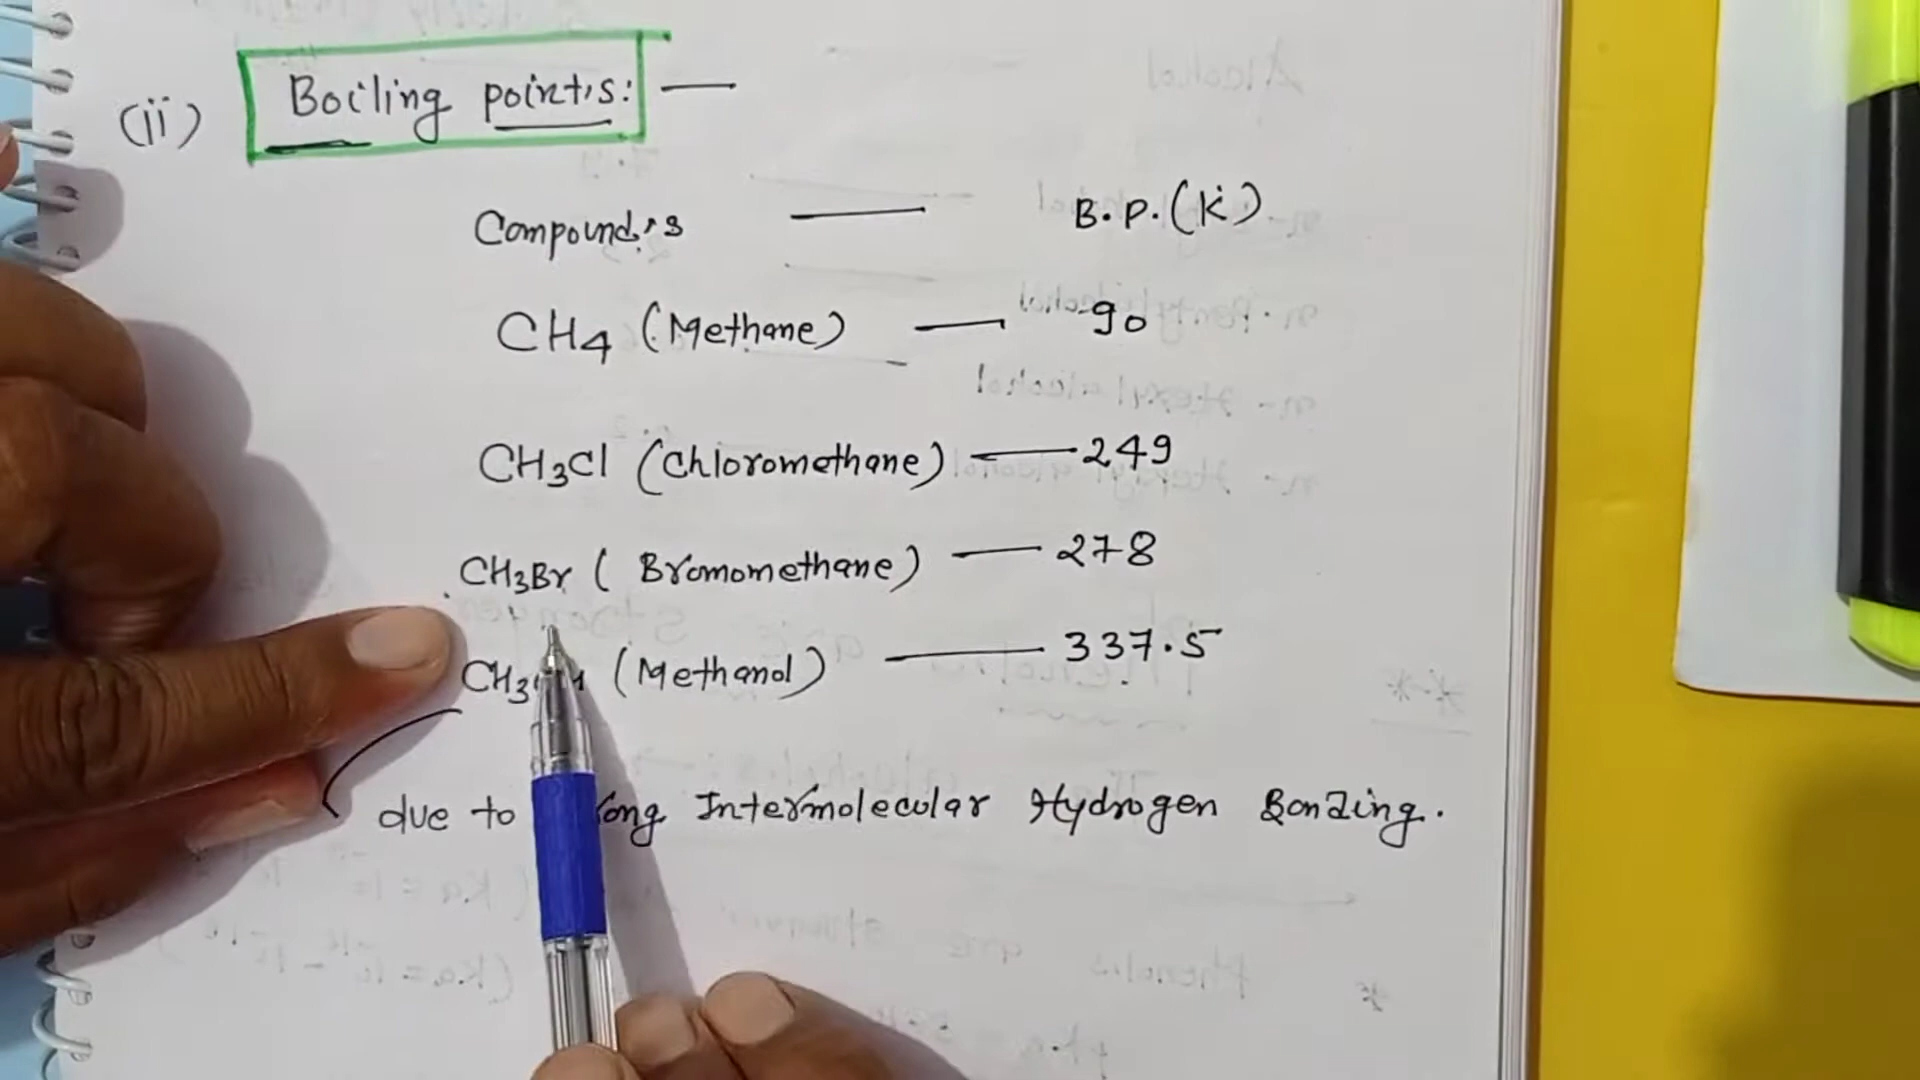 (ii) Boiling points: —
Compounds — B.P. (K)
CH4 (Methane) — 90
CH3Cl (Chloromethane) — 249
CH3Br (Bromomethane) — 278
(Methanol) — 337.5
due to Intermolecular Hydrogen Bonding.